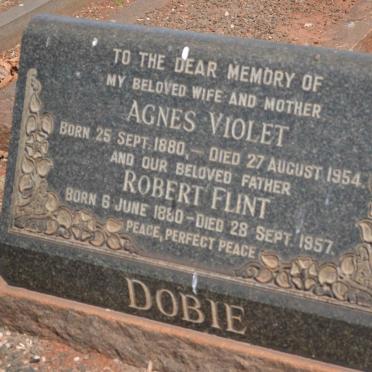 TO THE DEAR MEMORY OF
MY BELOVED WIFE AND MOTHER
AGNES VIOLET
BORN 25 SEPT. 1880, — DIED 27 AUGUST 1954.
AND OUR BELOVED FATHER
ROBERT FLINT
BORN 6 JUNE 1880 - DIED 28 SEPT. 1957.
PEACE, PERFECT PEACE
DOBIE